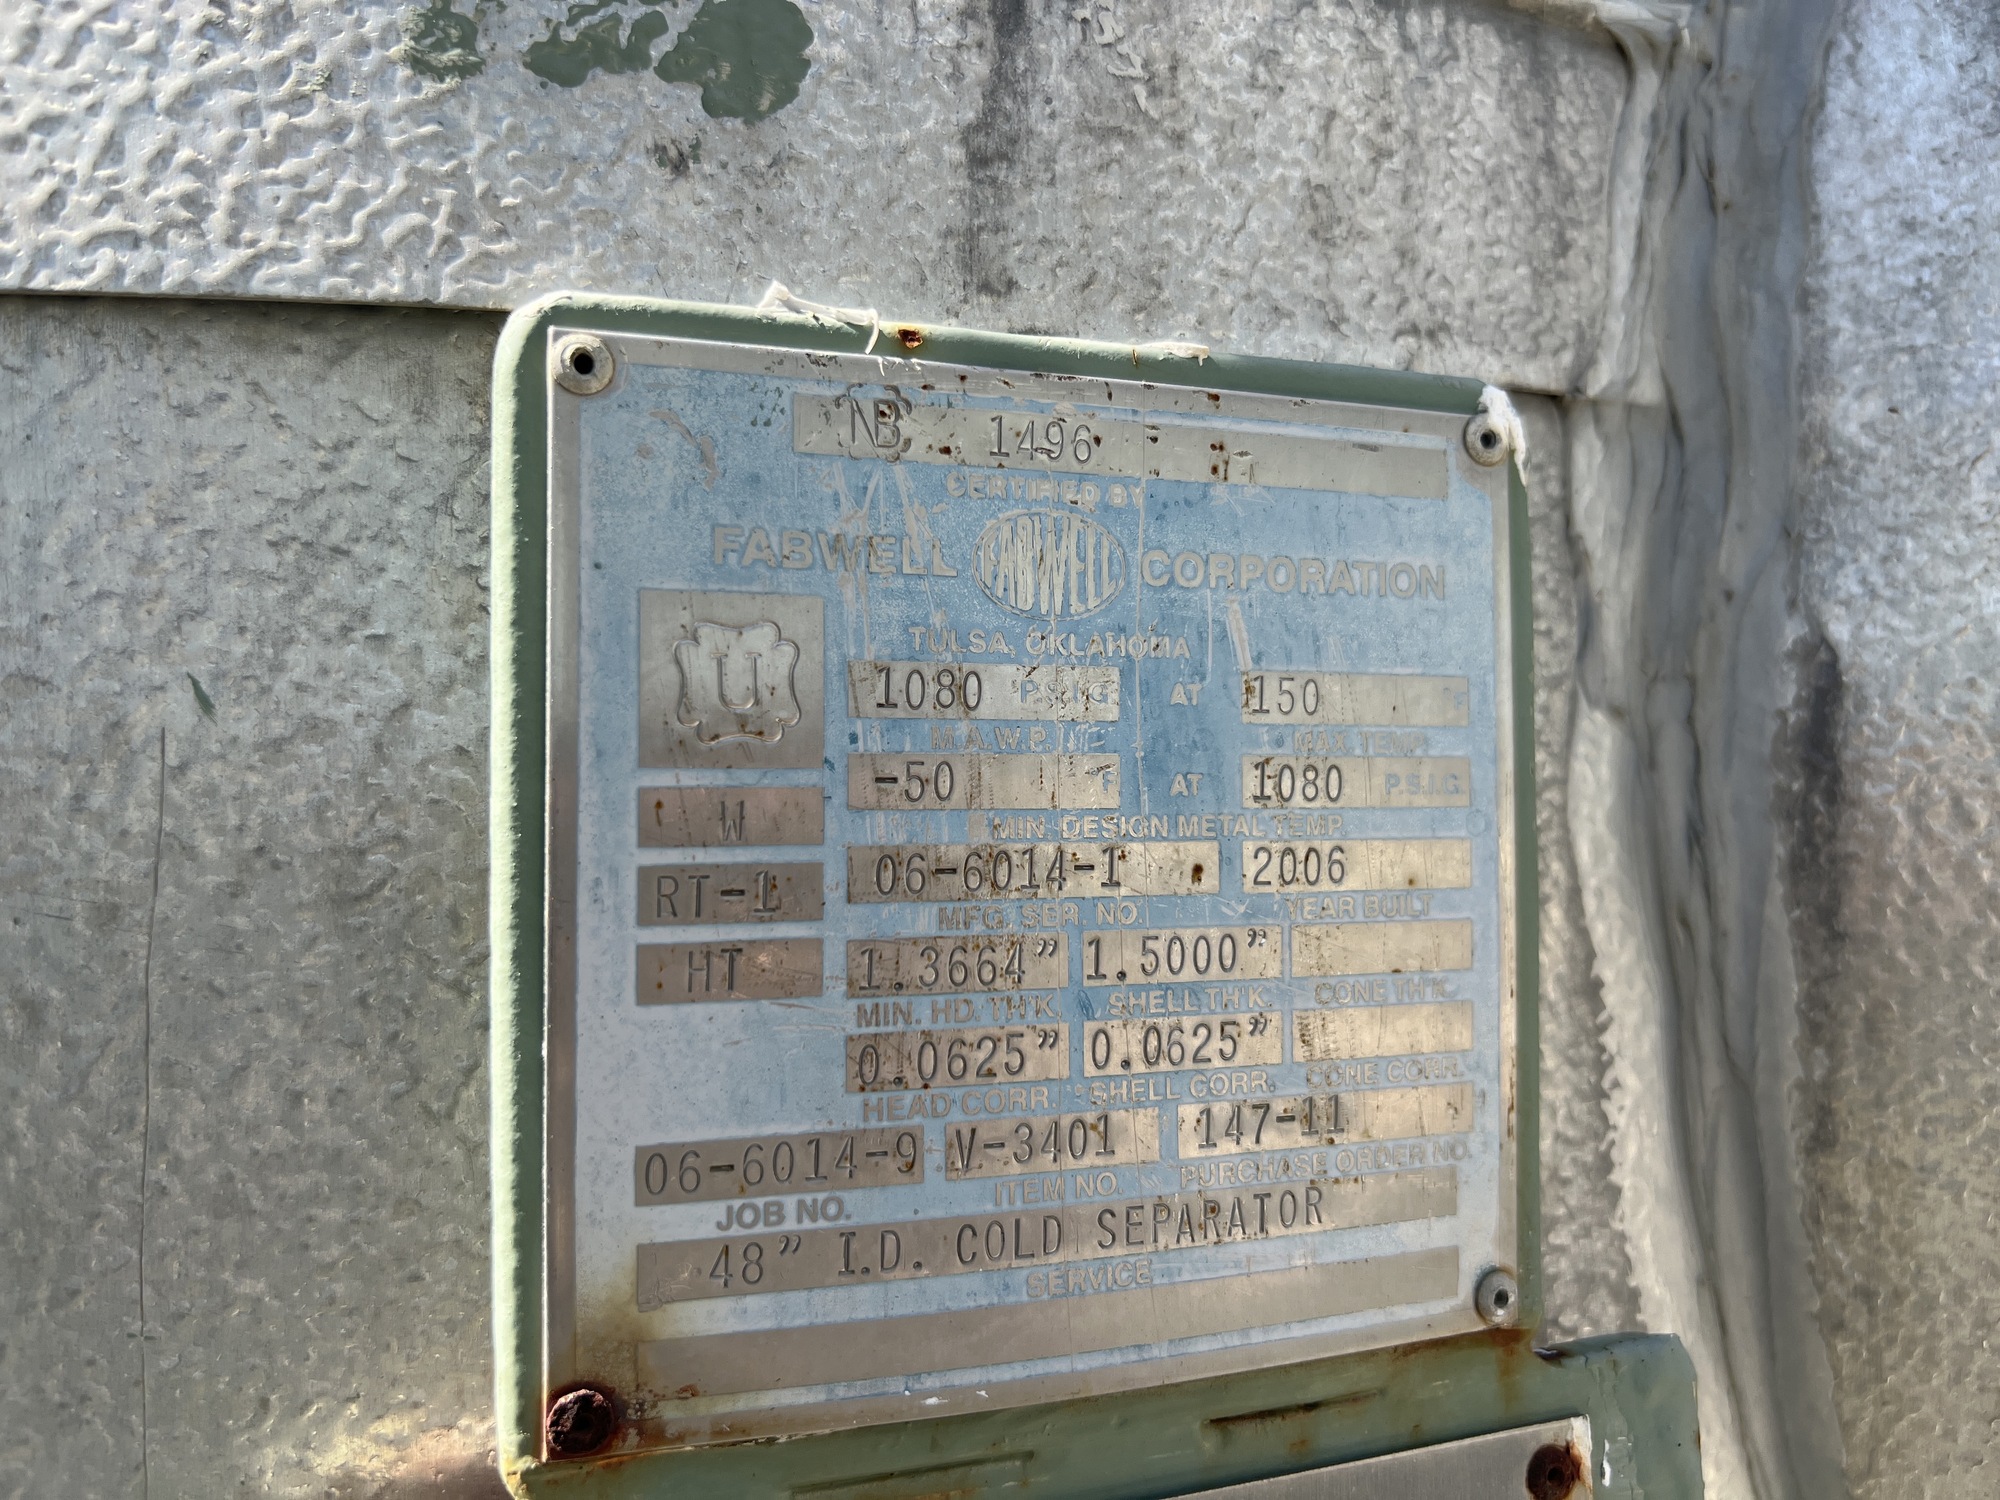 NB 1496
CERTIFIED BY
FABWELL FABWELL CORPORATION
TULSA, OKLAHOMA
U
1080 P.S.I.G. AT 150 °F
M.A.W.P. MAX. TEMP.
W
-50 °F AT 1080 P.S.I.G.
MIN. DESIGN METAL TEMP.
RT-1
06-6014-1 2006
MFG. SER. NO. YEAR BUILT
HT
1.3664" 1.5000"
MIN. HD. TH'K. SHELL TH'K. CONE TH'K.
0.0625" 0.0625"
HEAD CORR. SHELL CORR. CONE CORR.
06-6014-9 V-3401 147-11
JOB NO. ITEM NO. PURCHASE ORDER NO.
48" I.D. COLD SEPARATOR
SERVICE